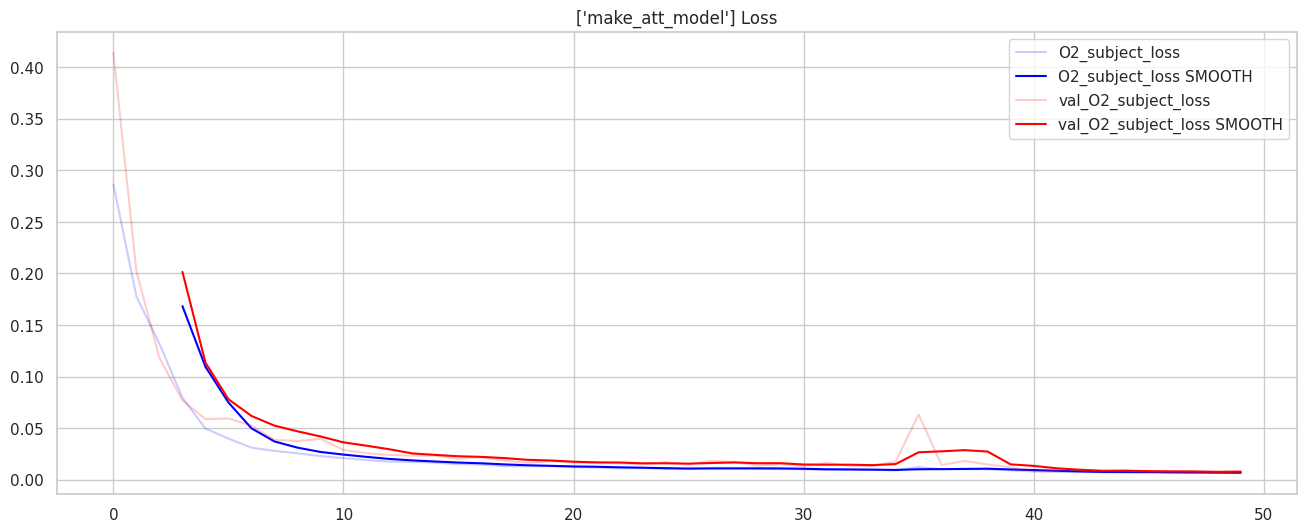 ['make_att_model'] Loss
O2_subject_loss
O2_subject_loss SMOOTH
val_O2_subject_loss
val_O2_subject_loss SMOOTH
0.40
0.35
0.30
0.25
0.20
0.15
0.10
0.05
0.00
0 10 20 30 40 50